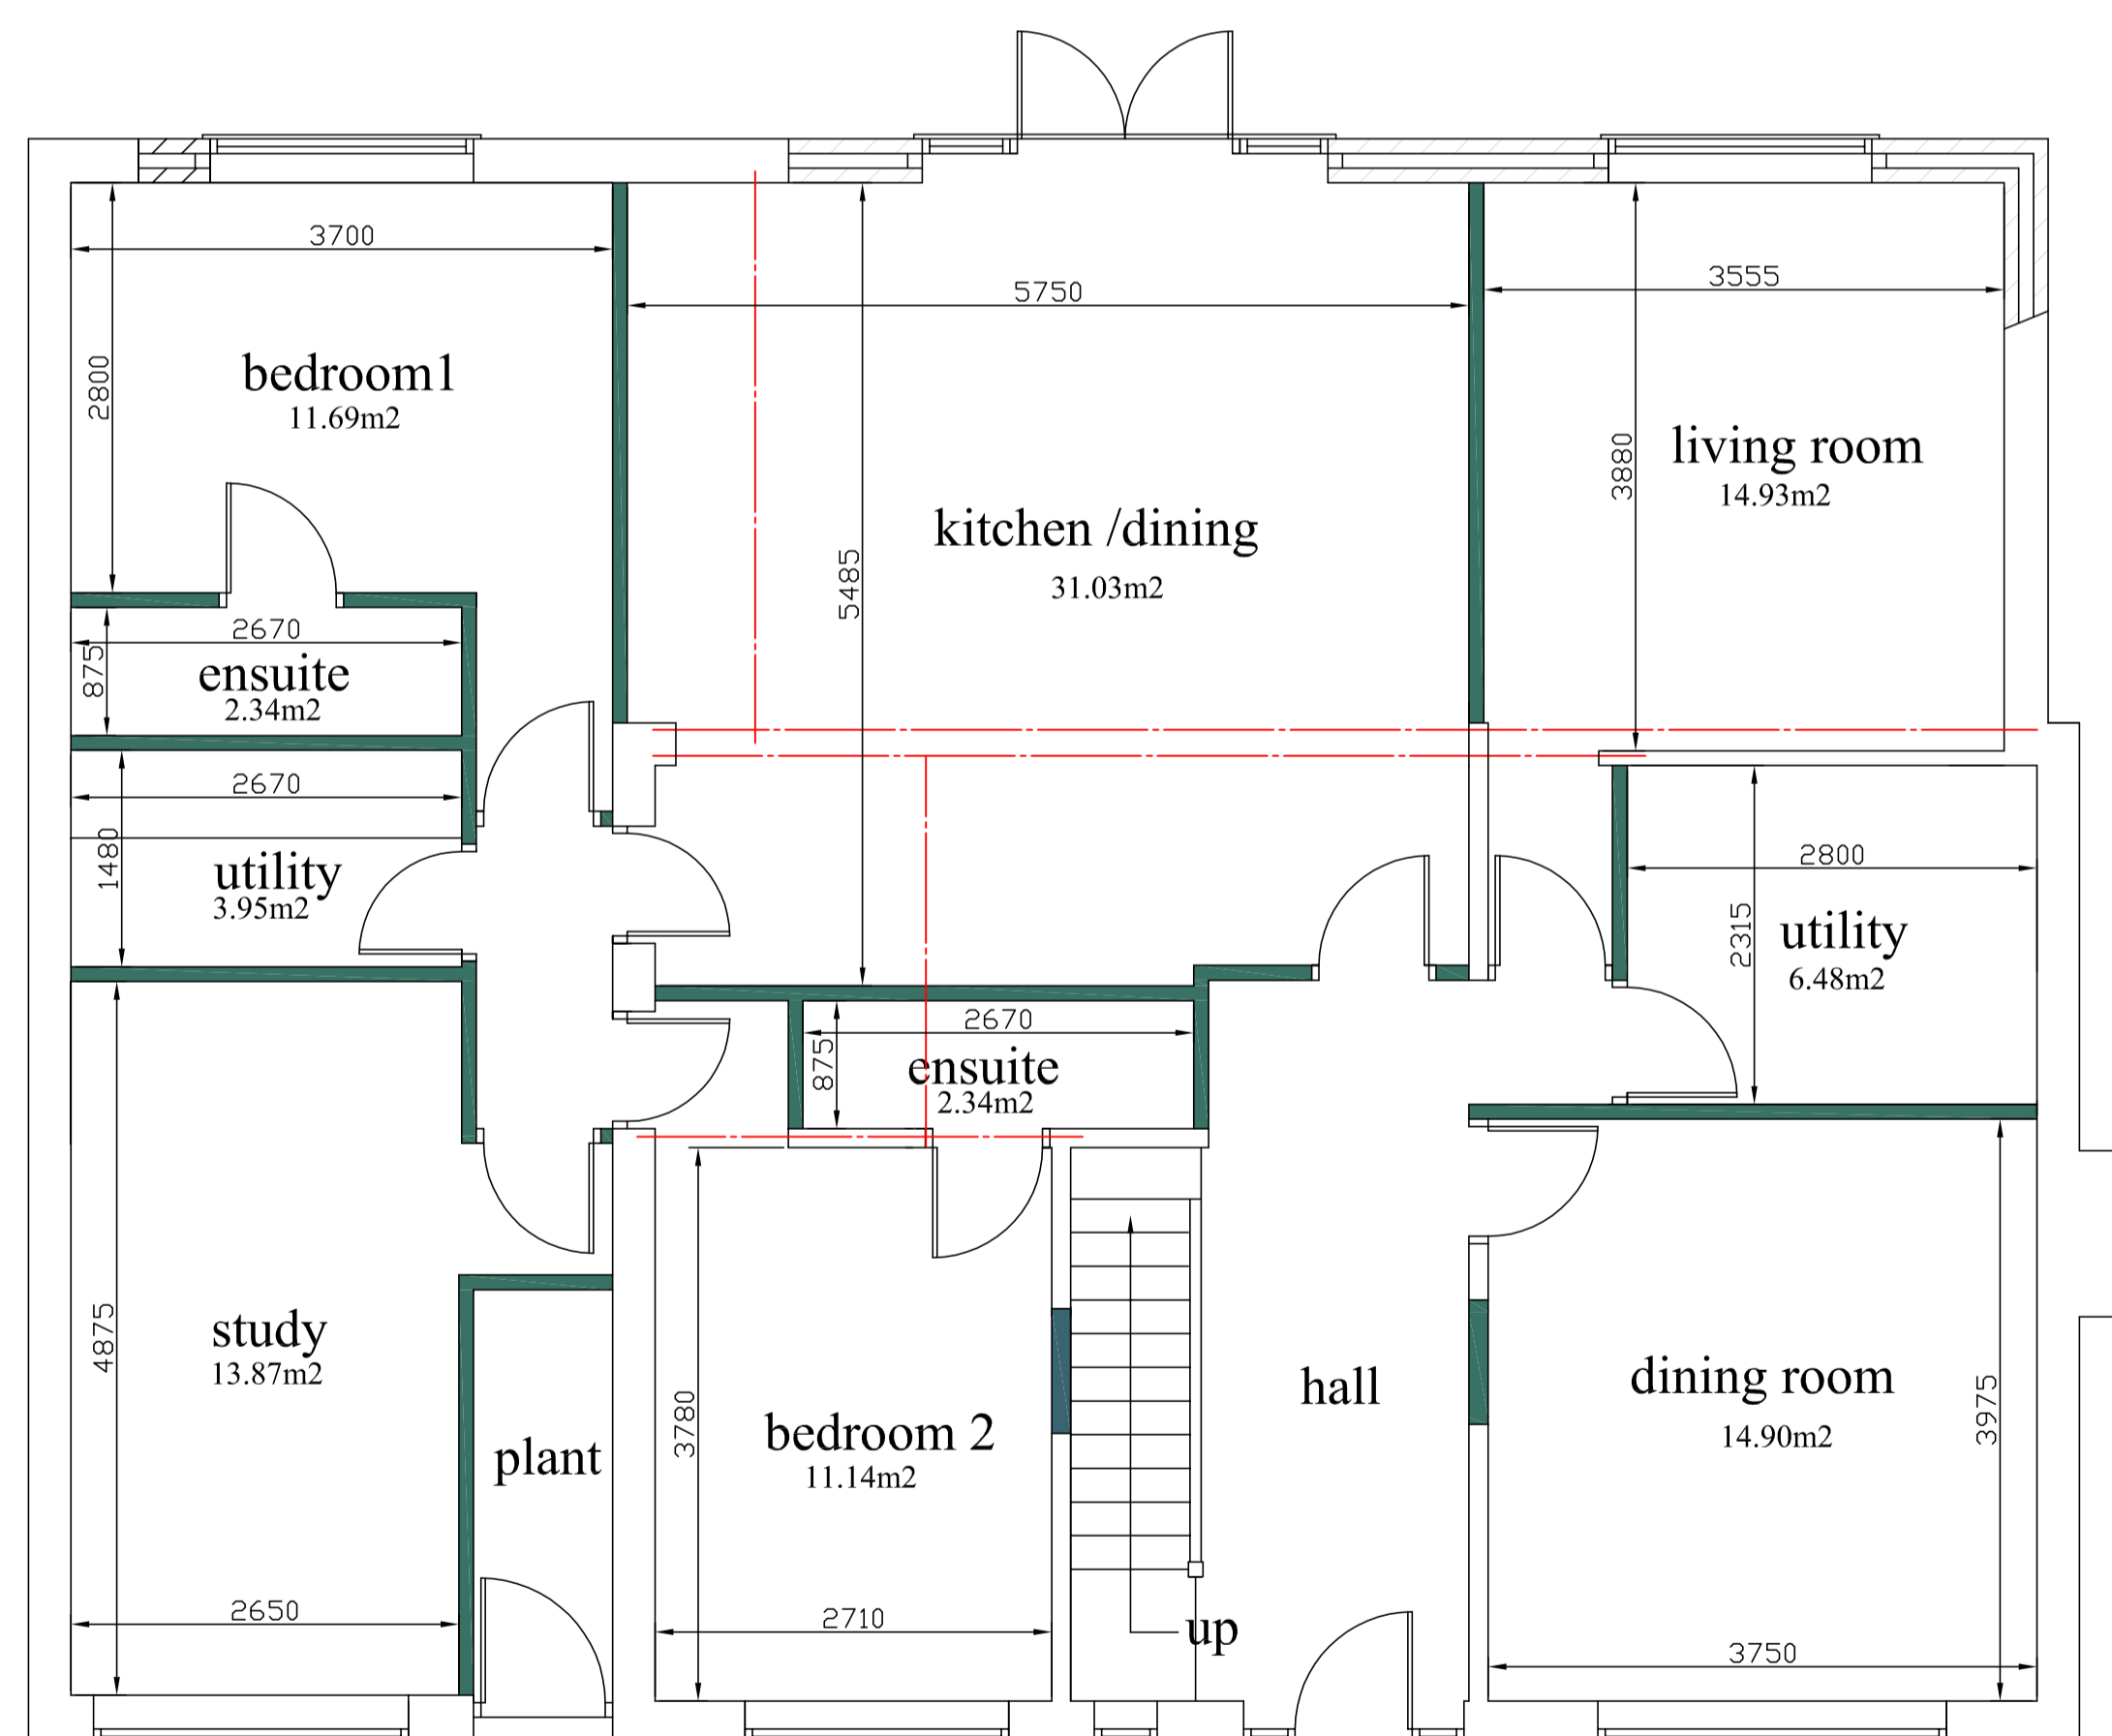 3700
3555
5750
2800
bedroom1
11.69m2
living room
14.93m2
3880
kitchen /dining
31.03m2
5485
2670
875
ensuite
2.34m2
2670
1480
utility
3.95m2
2800
2315
utility
6.48m2
2670
875
ensuite
2.34m2
4875
study
13.87m2
3780
bedroom 2
11.14m2
hall
dining room
14.90m2
3975
plant
2650
2710
up
3750